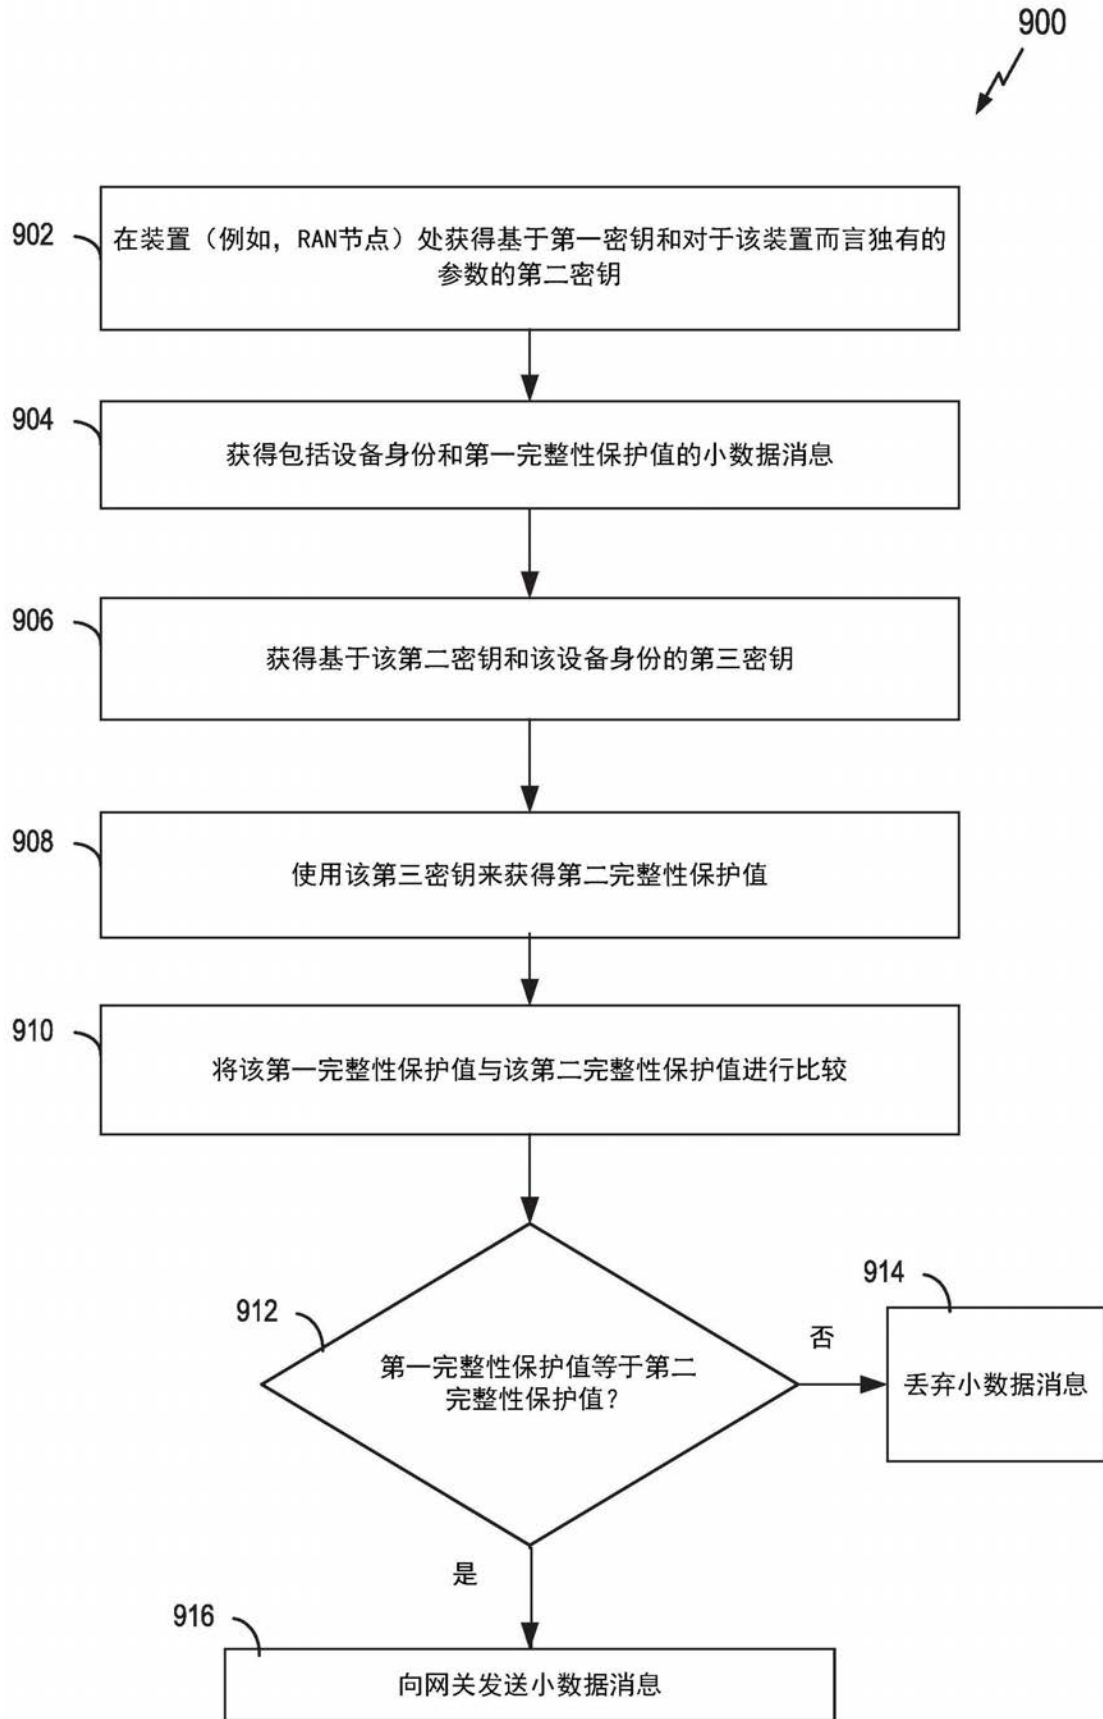 900
902
在装置（例如，RAN节点）处获得基于第一密钥和对于该装置而言独有的
参数的第二密钥
904
获得包括设备身份和第一完整性保护值的小数据消息
906
获得基于该第二密钥和该设备身份的第三密钥
908
使用该第三密钥来获得第二完整性保护值
910
将该第一完整性保护值与该第二完整性保护值进行比较
912
第一完整性保护值等于第二
完整性保护值？
否
914
丢弃小数据消息
是
916
向网关发送小数据消息